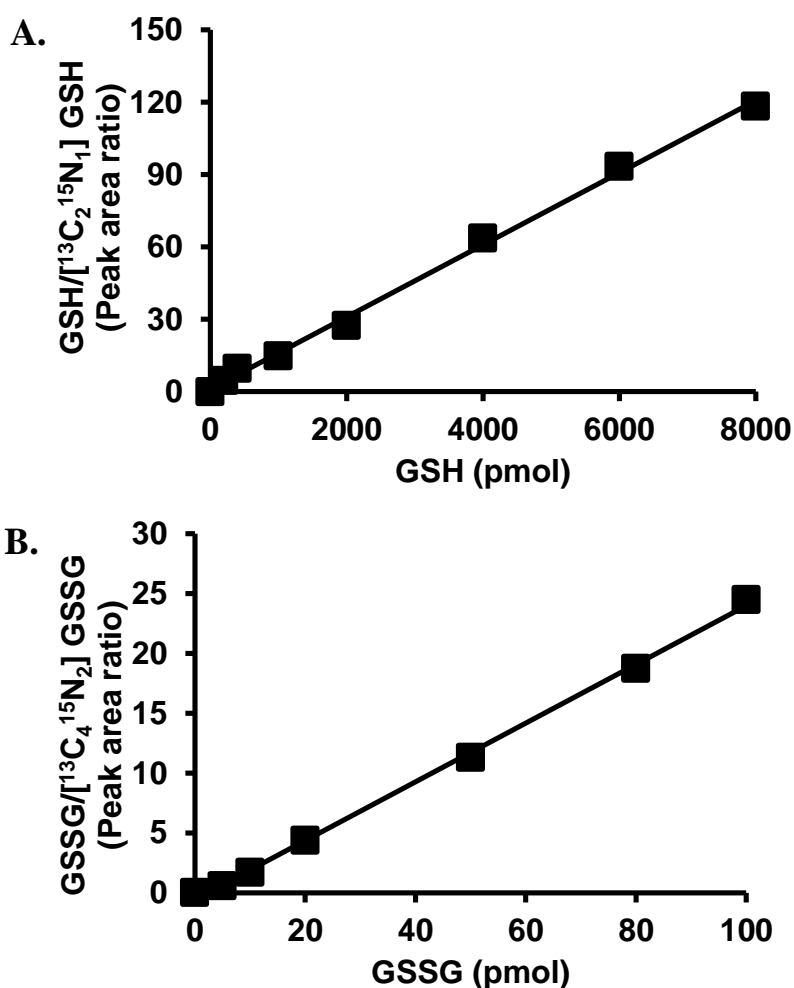 A.
GSH/[¹³C₂¹⁵N₁] GSH
(Peak area ratio)
150
120
90
60
30
0
0 2000 4000 6000 8000
GSH (pmol)
B.
GSSG/[¹³C₄¹⁵N₂] GSSG
(Peak area ratio)
30
25
20
15
10
5
0
0 20 40 60 80 100
GSSG (pmol)